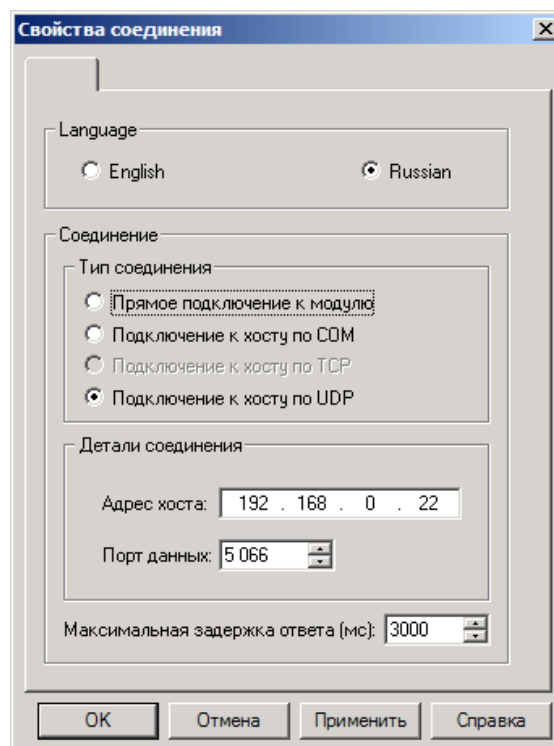 Свойства соединения
Language
English Russian
Соединение
Тип соединения
Прямое подключение к модулю
Подключение к хосту по COM
Подключение к хосту по TCP
Подключение к хосту по UDP
Детали соединения
Адрес хоста: 192 . 168 . 0 . 22
Порт данных: 5 066
Максимальная задержка ответа (мс): 3000
OK Отмена Применить Справка